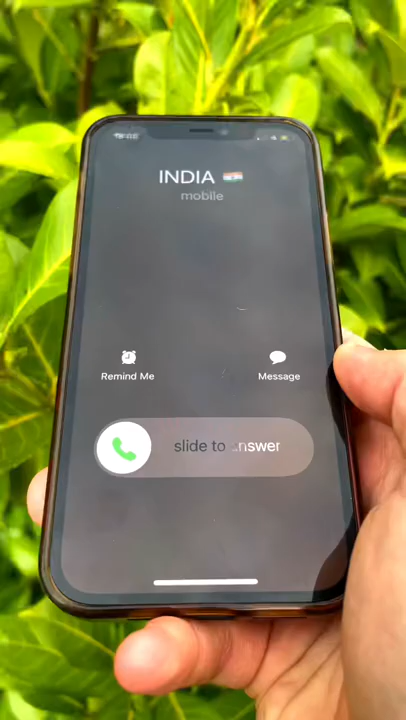 INDIA 🇮🇳
mobile
Remind Me
Message
slide to answer